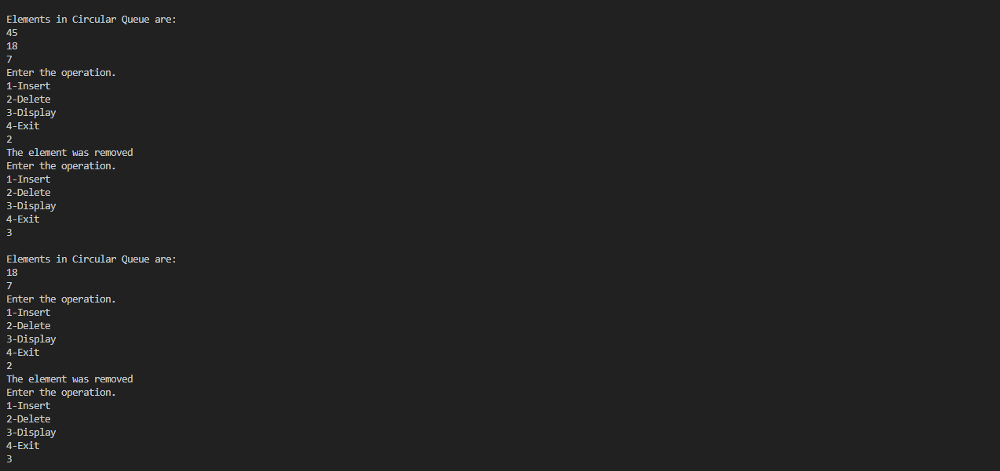 Elements in Circular Queue are:
45
18
7
Enter the operation.
1-Insert
2-Delete
3-Display
4-Exit
2
The element was removed
Enter the operation.
1-Insert
2-Delete
3-Display
4-Exit
3
Elements in Circular Queue are:
18
7
Enter the operation.
1-Insert
2-Delete
3-Display
4-Exit
2
The element was removed
Enter the operation.
1-Insert
2-Delete
3-Display
4-Exit
3